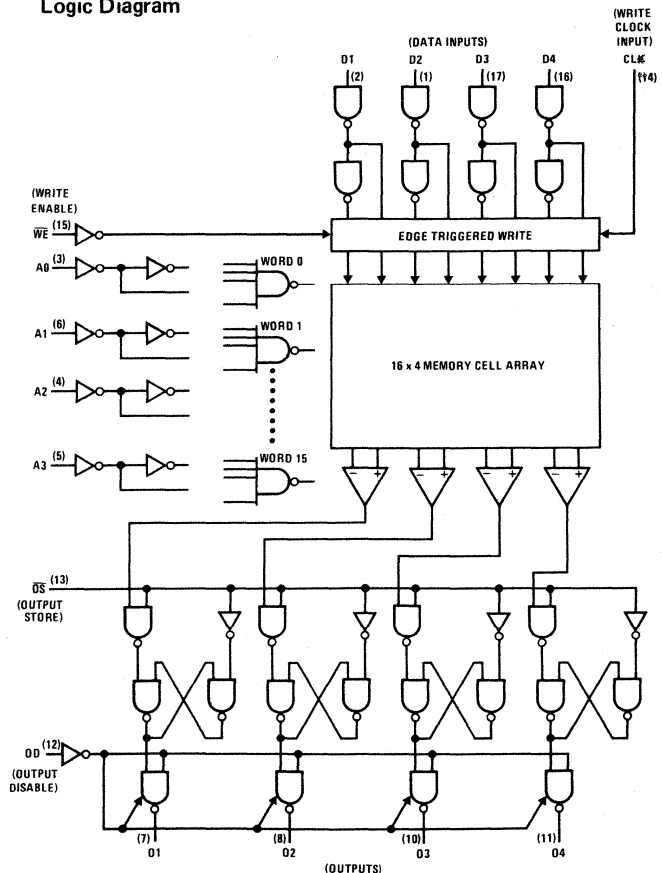 Logic Diagram
(WRITE
CLOCK
INPUT)
(DATA INPUTS)
D1 D2 D3 D4 CLK
(2) (1) (17) (16) (14)
(WRITE
ENABLE)
WE (15)
EDGE TRIGGERED WRITE
A0 (3)
WORD 0
A1 (6)
WORD 1
16 x 4 MEMORY CELL ARRAY
A2 (4)
A3 (5)
WORD 15
− + − + − + − +
OS (13)
(OUTPUT
STORE)
OD (12)
(OUTPUT
DISABLE)
(7) (8) (10) (11)
O1 O2 O3 O4
(OUTPUTS)